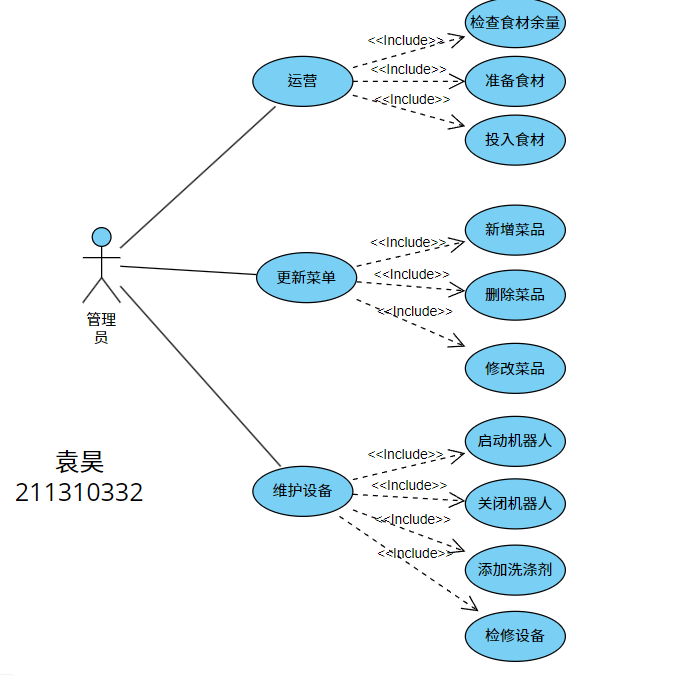 <<Include>>
检查食材余量
运营
<<Include>>
准备食材
<<Include>>
投入食材
管理
员
更新菜单
<<Include>>
新增菜品
<<Include>>
删除菜品
<<Include>>
修改菜品
袁昊
211310332
维护设备
<<Include>>
启动机器人
<<Include>>
关闭机器人
<<Include>>
添加洗涤剂
<<Include>>
检修设备